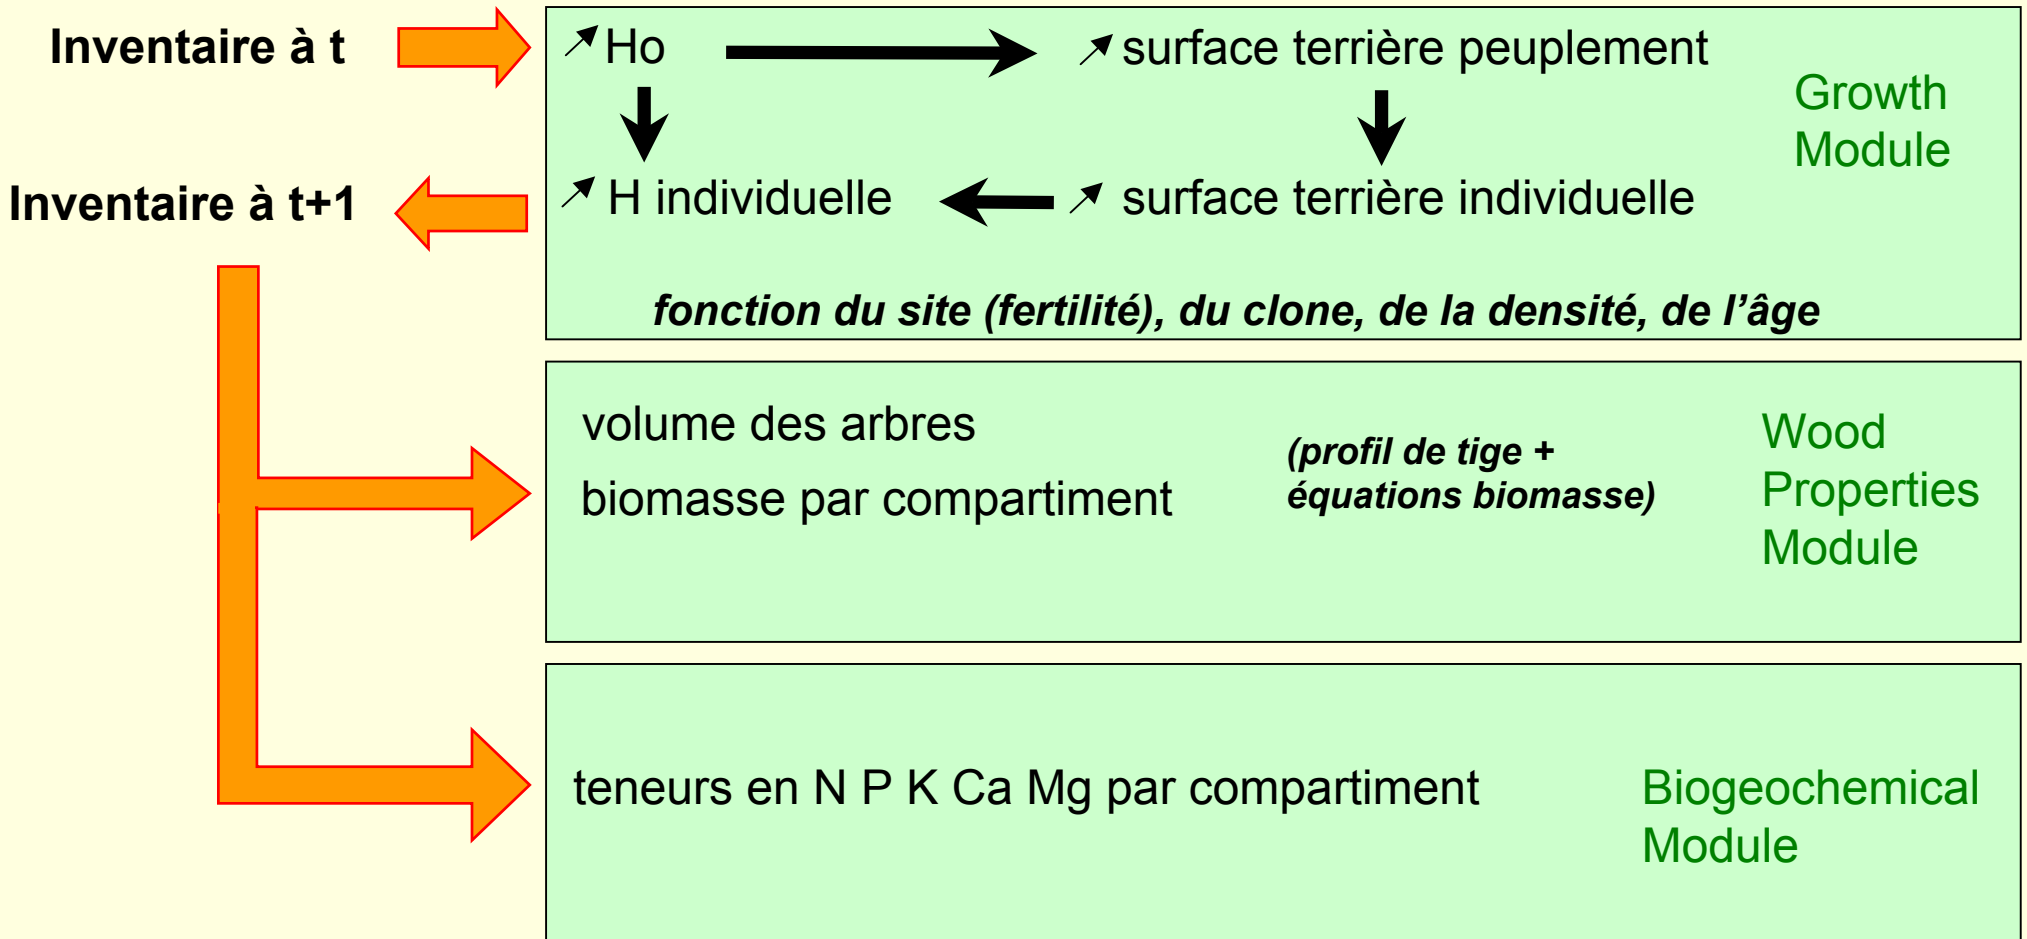 Inventaire à t
Ho
surface terrière peuplement
Growth
Module
Inventaire à t+1
H individuelle
surface terrière individuelle
fonction du site (fertilité), du clone, de la densité, de l’âge
volume des arbres
biomasse par compartiment
(profil de tige +
équations biomasse)
Wood
Properties
Module
teneurs en N P K Ca Mg par compartiment
Biogeochemical
Module